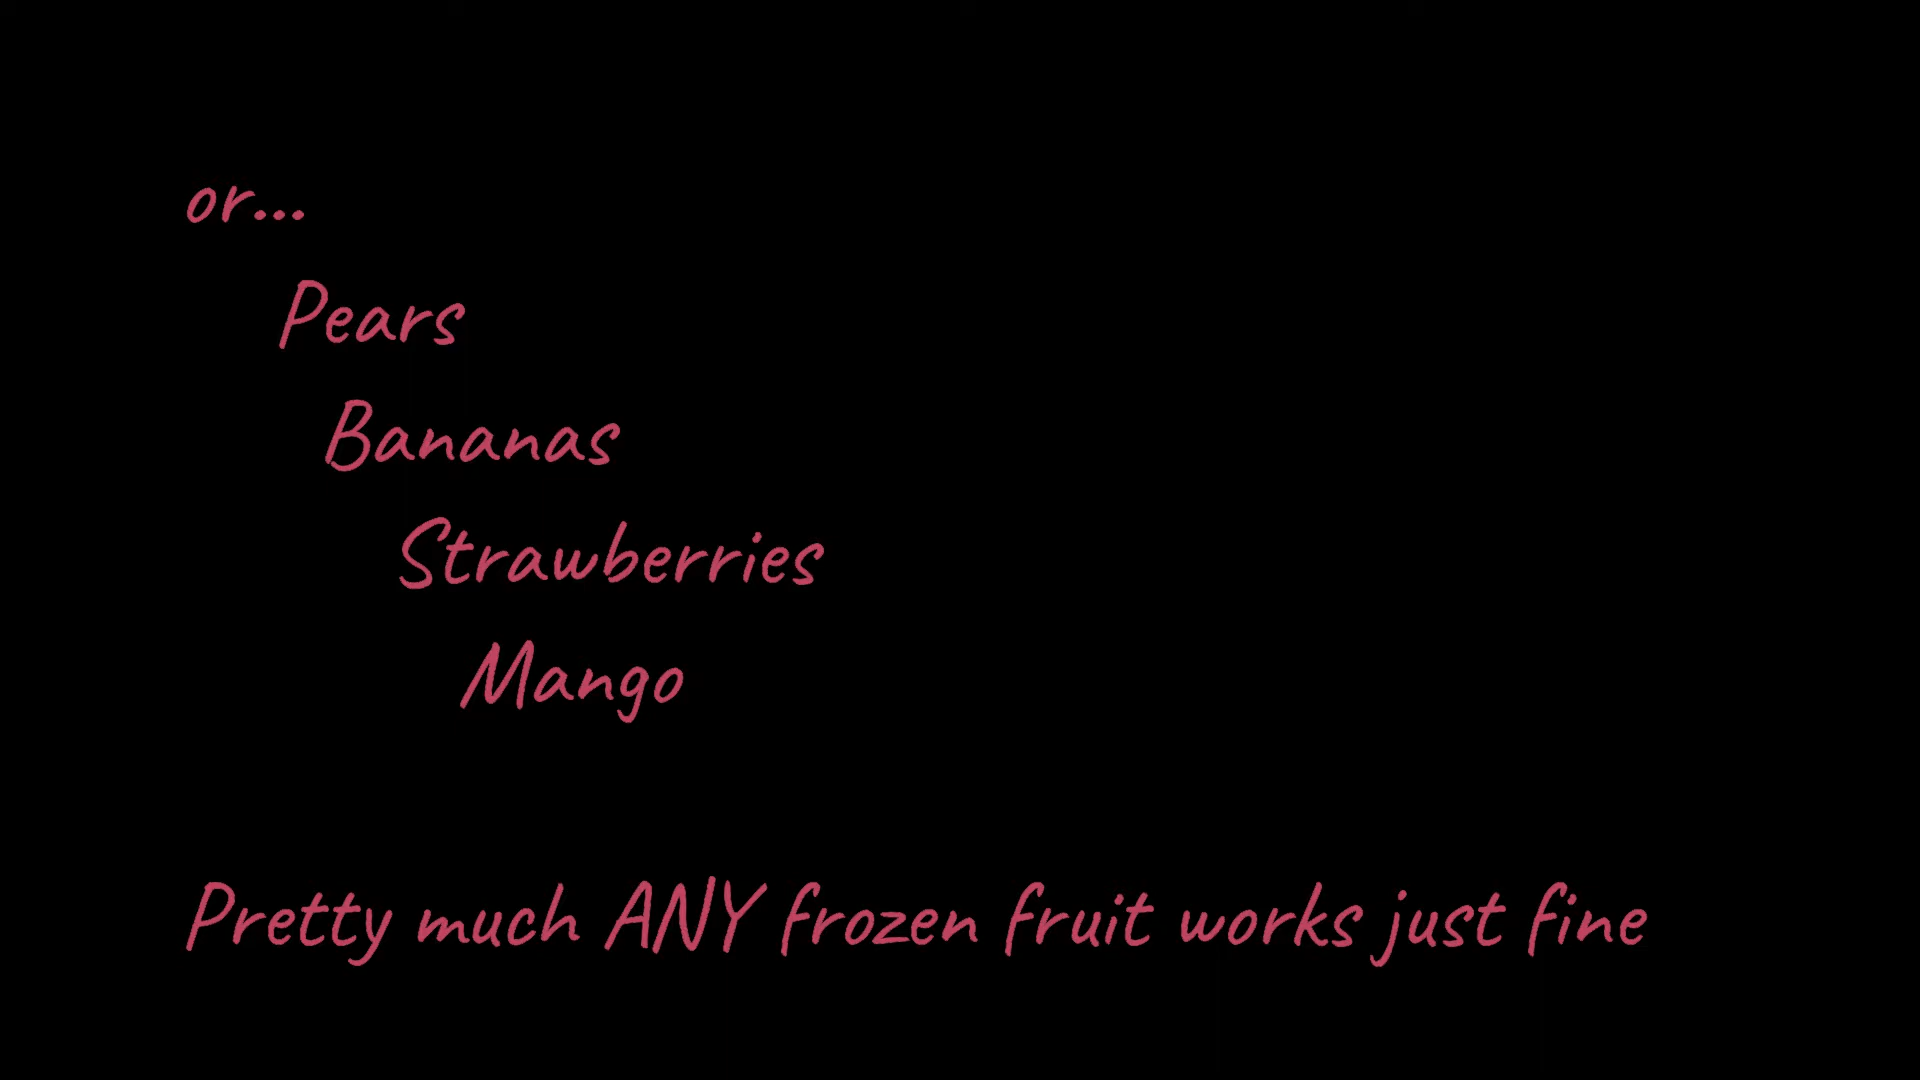 or...
Pears
Bananas
Strawberries
Mango
Pretty much ANY frozen fruit works just fine